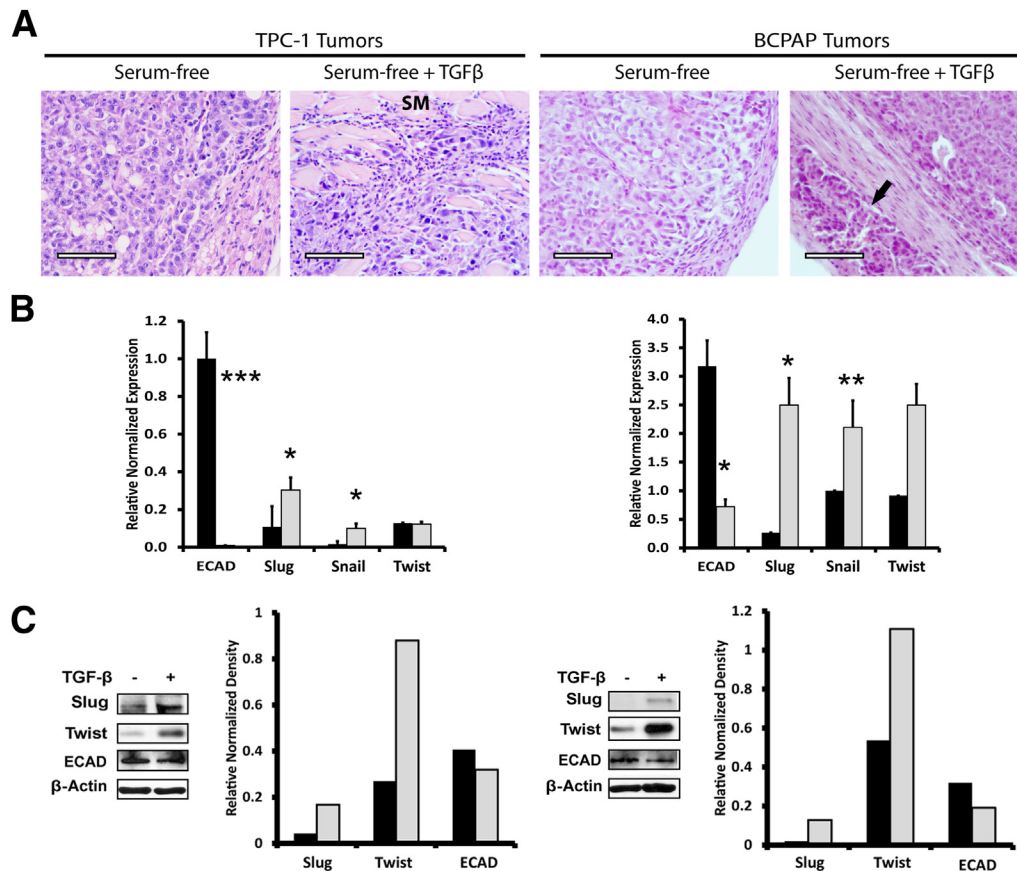 A
TPC-1 Tumors
BCPAP Tumors
Serum-free
Serum-free + TGFβ
Serum-free
Serum-free + TGFβ
SM
B
Relative Normalized Expression
1.2
1.0
0.8
0.6
0.4
0.2
0.0
***
*
*
ECAD Slug Snail Twist
Relative Normalized Expression
4.0
3.5
3.0
2.5
2.0
1.5
1.0
0.5
0.0
*
*
**
ECAD Slug Snail Twist
C
TGF-β - +
Slug
Twist
ECAD
β-Actin
Relative Normalized Density
1
0.8
0.6
0.4
0.2
0
Slug Twist ECAD
TGF-β - +
Slug
Twist
ECAD
β-Actin
Relative Nomalized Density
1.2
1
0.8
0.6
0.4
0.2
0
Slug Twist ECAD